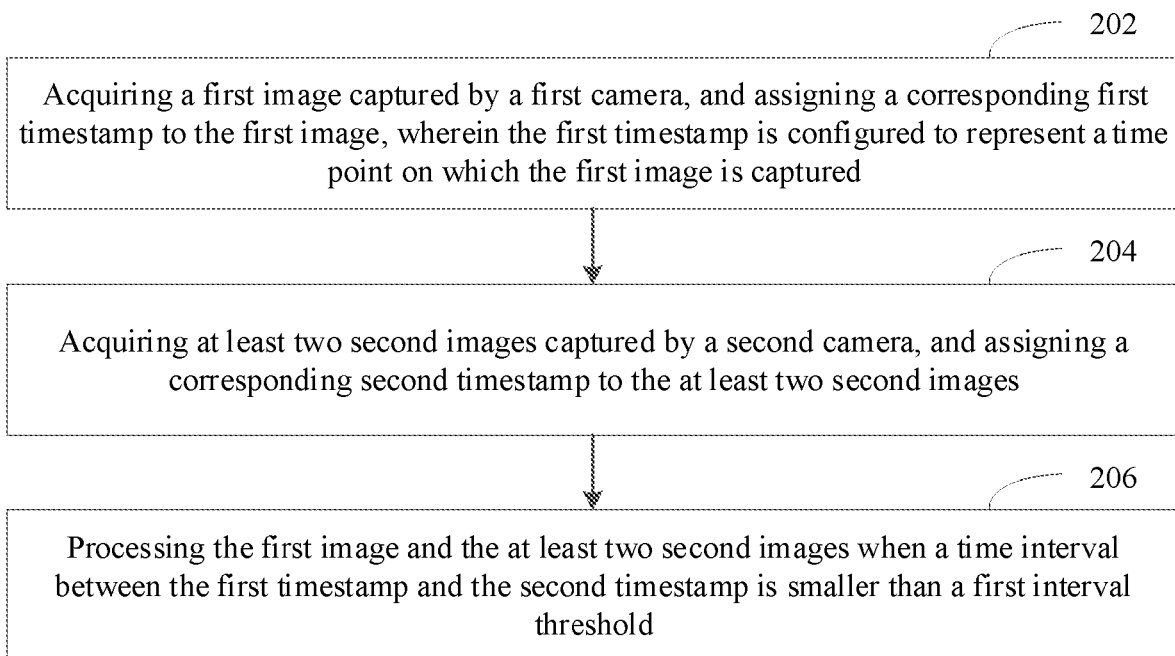 202
Acquiring a first image captured by a first camera, and assigning a corresponding first
timestamp to the first image, wherein the first timestamp is configured to represent a time
point on which the first image is captured
204
Acquiring at least two second images captured by a second camera, and assigning a
corresponding second timestamp to the at least two second images
206
Processing the first image and the at least two second images when a time interval
between the first timestamp and the second timestamp is smaller than a first interval
threshold